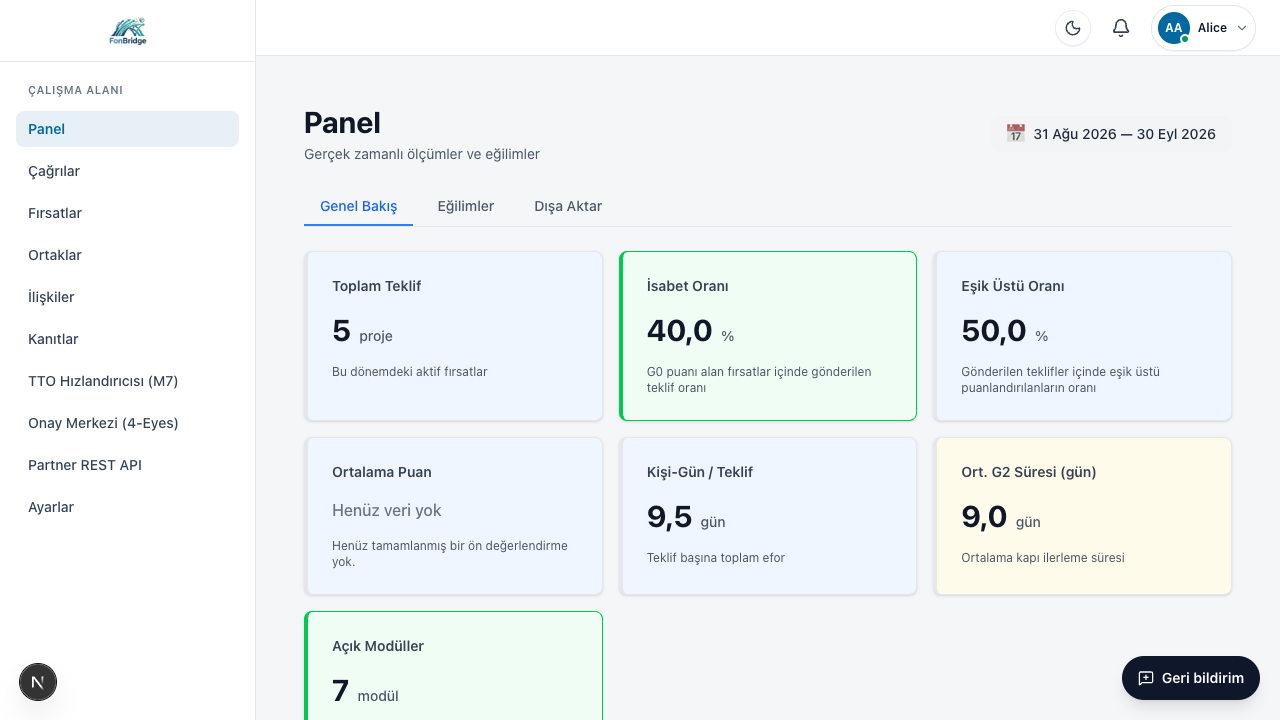 FonBridge
AA
Alice
ÇALIŞMA ALANI
Panel
Çağrılar
Fırsatlar
Ortaklar
İlişkiler
Kanıtlar
TTO Hızlandırıcısı (M7)
Onay Merkezi (4-Eyes)
Partner REST API
Ayarlar
N
Panel
Gerçek zamanlı ölçümler ve eğilimler
31 Ağu 2026 — 30 Eyl 2026
Genel Bakış
Eğilimler
Dışa Aktar
Toplam Teklif
5 proje
Bu dönemdeki aktif fırsatlar
İsabet Oranı
40,0 %
G0 puanı alan fırsatlar içinde gönderilen
teklif oranı
Eşik Üstü Oranı
50,0 %
Gönderilen teklifler içinde eşik üstü
puanlandırılanların oranı
Ortalama Puan
Henüz veri yok
Henüz tamamlanmış bir ön değerlendirme
yok.
Kişi-Gün / Teklif
9,5 gün
Teklif başına toplam efor
Ort. G2 Süresi (gün)
9,0 gün
Ortalama kapı ilerleme süresi
Açık Modüller
7 modül
Geri bildirim